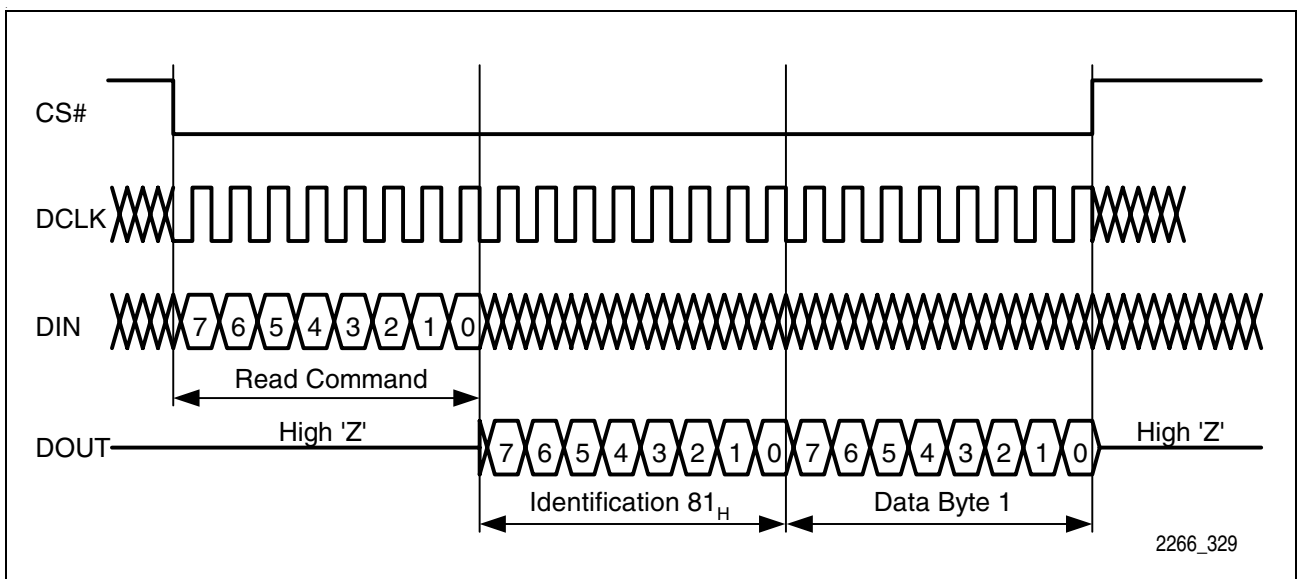 CS#
DCLK
DIN 7 6 5 4 3 2 1 0
Read Command
DOUT High 'Z' 7 6 5 4 3 2 1 0 7 6 5 4 3 2 1 0 High 'Z'
Identification 81H Data Byte 1
2266_329